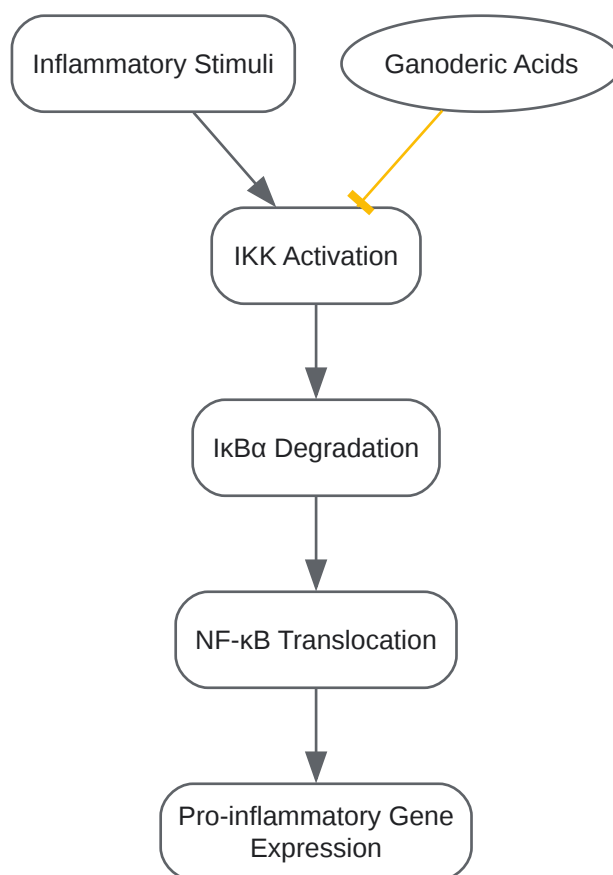 Inflammatory Stimuli
Ganoderic Acids
IKK Activation
IκBα Degradation
NF-κB Translocation
Pro-inflammatory Gene
Expression